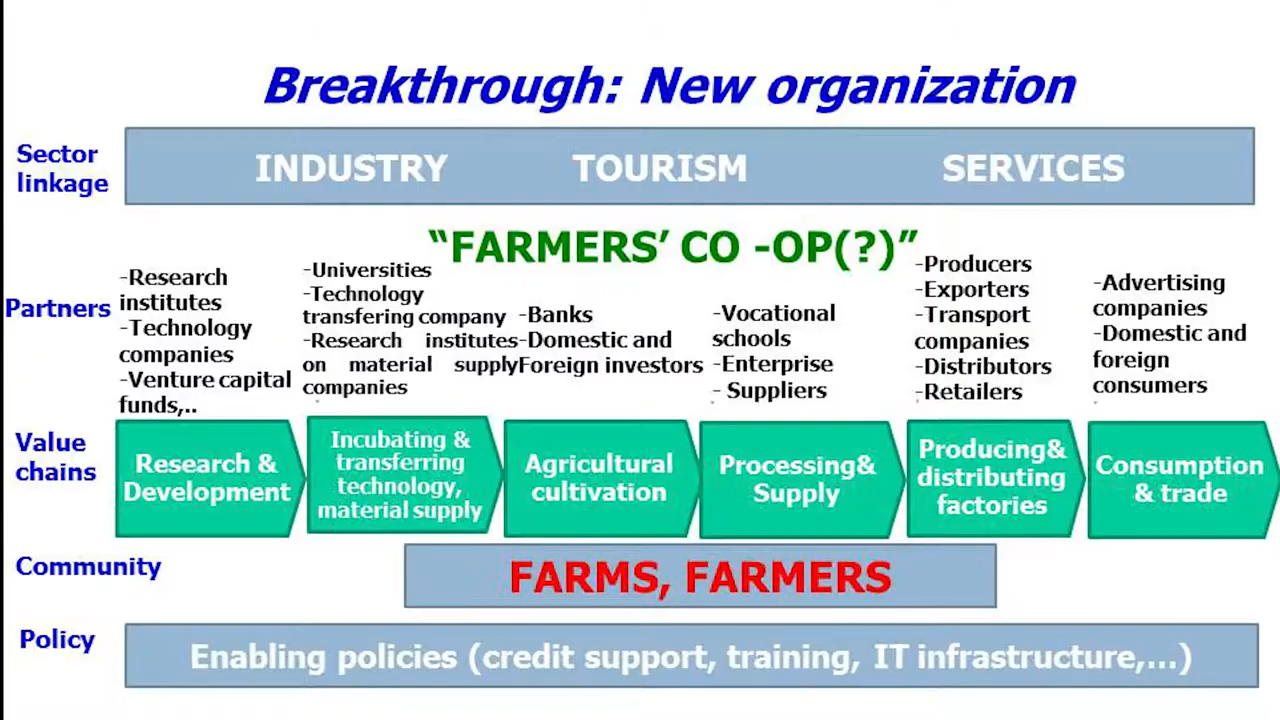 Breakthrough: New organization
Sector
linkage
INDUSTRY TOURISM SERVICES
“FARMERS’ CO -OP(?)”
Partners
-Research
institutes
-Technology
companies
-Venture capital
funds,..
-Universities
-Technology
transfering company
-Research institutes
on material supply
companies
-Banks
-Domestic and
Foreign investors
-Vocational
schools
-Enterprise
- Suppliers
-Producers
-Exporters
-Transport
companies
-Distributors
-Retailers
-Advertising
companies
-Domestic and
foreign
consumers
Value
chains
Research &
Development
Incubating &
transferring
technology,
material supply
Agricultural
cultivation
Processing&
Supply
Producing&
distributing
factories
Consumption
& trade
Community
FARMS, FARMERS
Policy
Enabling policies (credit support, training, IT infrastructure,...)